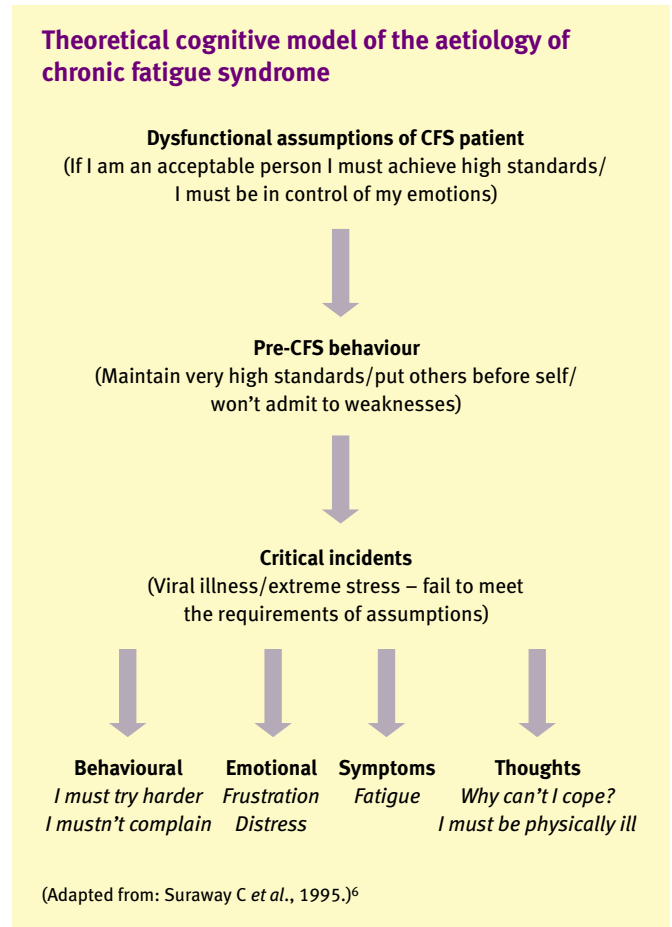 Theoretical cognitive model of the aetiology of
chronic fatigue syndrome
Dysfunctional assumptions of CFS patient
(If I am an acceptable person I must achieve high standards/
I must be in control of my emotions)
Pre-CFS behaviour
(Maintain very high standards/put others before self/
won't admit to weaknesses)
Critical incidents
(Viral illness/extreme stress – fail to meet
the requirements of assumptions)
Behavioural
I must try harder
I mustn't complain
Emotional
Frustration
Distress
Symptoms
Fatigue
Thoughts
Why can't I cope?
I must be physically ill
(Adapted from: Suraway C et al., 1995.)⁶